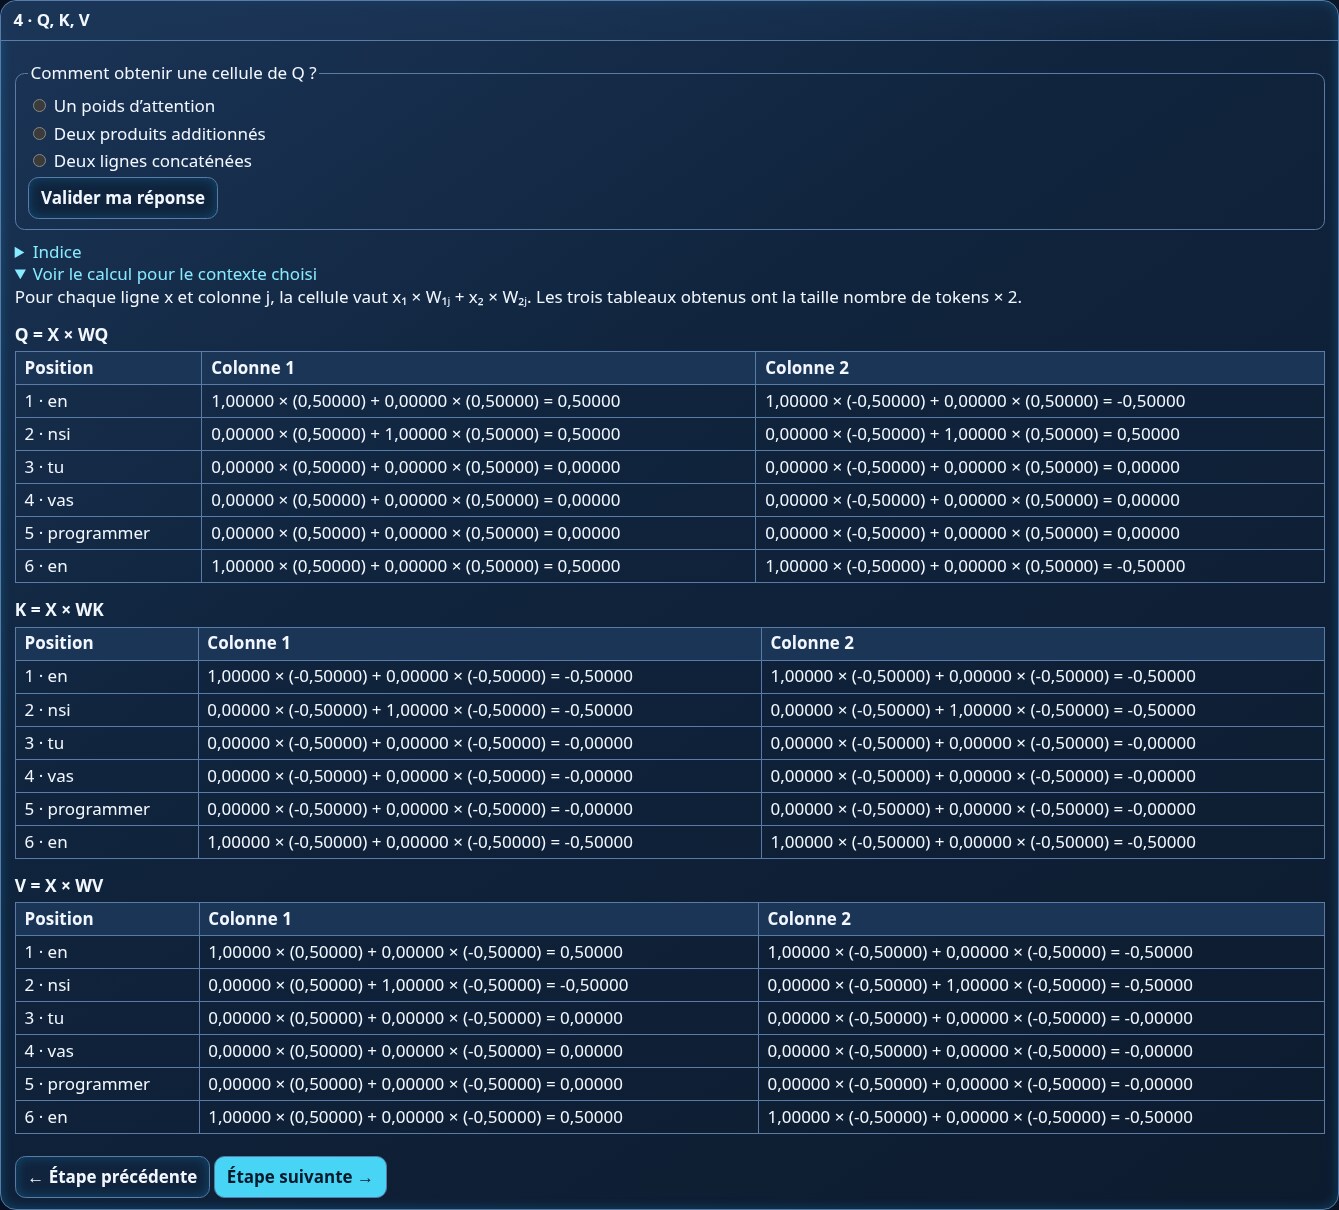 4 · Q, K, V
Comment obtenir une cellule de Q ?
Un poids d’attention
Deux produits additionnés
Deux lignes concaténées
Valider ma réponse
▶ Indice
▼ Voir le calcul pour le contexte choisi
Pour chaque ligne x et colonne j, la cellule vaut x₁ × W₁ⱼ + x₂ × W₂ⱼ. Les trois tableaux obtenus ont la taille nombre de tokens × 2.
Q = X × WQ
Position Colonne 1 Colonne 2
1 · en 1,00000 × (0,50000) + 0,00000 × (0,50000) = 0,50000 1,00000 × (-0,50000) + 0,00000 × (0,50000) = -0,50000
2 · nsi 0,00000 × (0,50000) + 1,00000 × (0,50000) = 0,50000 0,00000 × (-0,50000) + 1,00000 × (0,50000) = 0,50000
3 · tu 0,00000 × (0,50000) + 0,00000 × (0,50000) = 0,00000 0,00000 × (-0,50000) + 0,00000 × (0,50000) = 0,00000
4 · vas 0,00000 × (0,50000) + 0,00000 × (0,50000) = 0,00000 0,00000 × (-0,50000) + 0,00000 × (0,50000) = 0,00000
5 · programmer 0,00000 × (0,50000) + 0,00000 × (0,50000) = 0,00000 0,00000 × (-0,50000) + 0,00000 × (0,50000) = 0,00000
6 · en 1,00000 × (0,50000) + 0,00000 × (0,50000) = 0,50000 1,00000 × (-0,50000) + 0,00000 × (0,50000) = -0,50000
K = X × WK
Position Colonne 1 Colonne 2
1 · en 1,00000 × (-0,50000) + 0,00000 × (-0,50000) = -0,50000 1,00000 × (-0,50000) + 0,00000 × (-0,50000) = -0,50000
2 · nsi 0,00000 × (-0,50000) + 1,00000 × (-0,50000) = -0,50000 0,00000 × (-0,50000) + 1,00000 × (-0,50000) = -0,50000
3 · tu 0,00000 × (-0,50000) + 0,00000 × (-0,50000) = -0,00000 0,00000 × (-0,50000) + 0,00000 × (-0,50000) = -0,00000
4 · vas 0,00000 × (-0,50000) + 0,00000 × (-0,50000) = -0,00000 0,00000 × (-0,50000) + 0,00000 × (-0,50000) = -0,00000
5 · programmer 0,00000 × (-0,50000) + 0,00000 × (-0,50000) = -0,00000 0,00000 × (-0,50000) + 0,00000 × (-0,50000) = -0,00000
6 · en 1,00000 × (-0,50000) + 0,00000 × (-0,50000) = -0,50000 1,00000 × (-0,50000) + 0,00000 × (-0,50000) = -0,50000
V = X × WV
Position Colonne 1 Colonne 2
1 · en 1,00000 × (0,50000) + 0,00000 × (-0,50000) = 0,50000 1,00000 × (-0,50000) + 0,00000 × (-0,50000) = -0,50000
2 · nsi 0,00000 × (0,50000) + 1,00000 × (-0,50000) = -0,50000 0,00000 × (-0,50000) + 1,00000 × (-0,50000) = -0,50000
3 · tu 0,00000 × (0,50000) + 0,00000 × (-0,50000) = 0,00000 0,00000 × (-0,50000) + 0,00000 × (-0,50000) = -0,00000
4 · vas 0,00000 × (0,50000) + 0,00000 × (-0,50000) = 0,00000 0,00000 × (-0,50000) + 0,00000 × (-0,50000) = -0,00000
5 · programmer 0,00000 × (0,50000) + 0,00000 × (-0,50000) = 0,00000 0,00000 × (-0,50000) + 0,00000 × (-0,50000) = -0,00000
6 · en 1,00000 × (0,50000) + 0,00000 × (-0,50000) = 0,50000 1,00000 × (-0,50000) + 0,00000 × (-0,50000) = -0,50000
← Étape précédente Étape suivante →